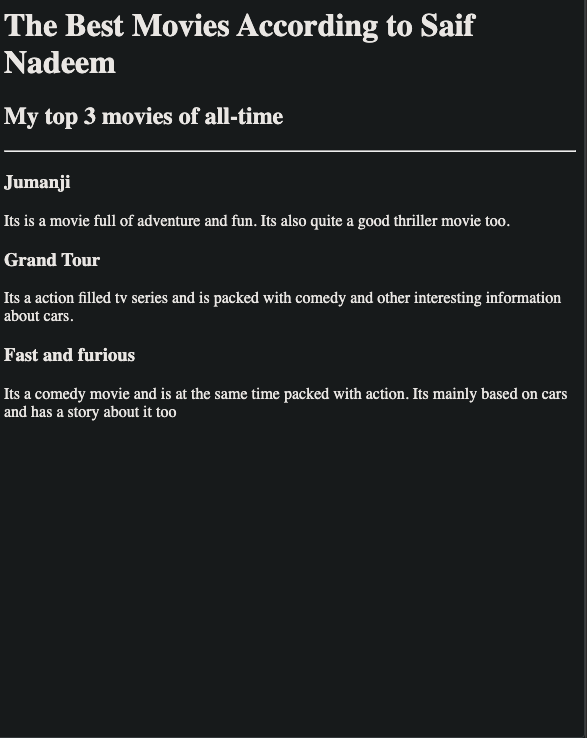 The Best Movies According to Saif
Nadeem
My top 3 movies of all-time
Jumanji
Its is a movie full of adventure and fun. Its also quite a good thriller movie too.
Grand Tour
Its a action filled tv series and is packed with comedy and other interesting information
about cars.
Fast and furious
Its a comedy movie and is at the same time packed with action. Its mainly based on cars
and has a story about it too